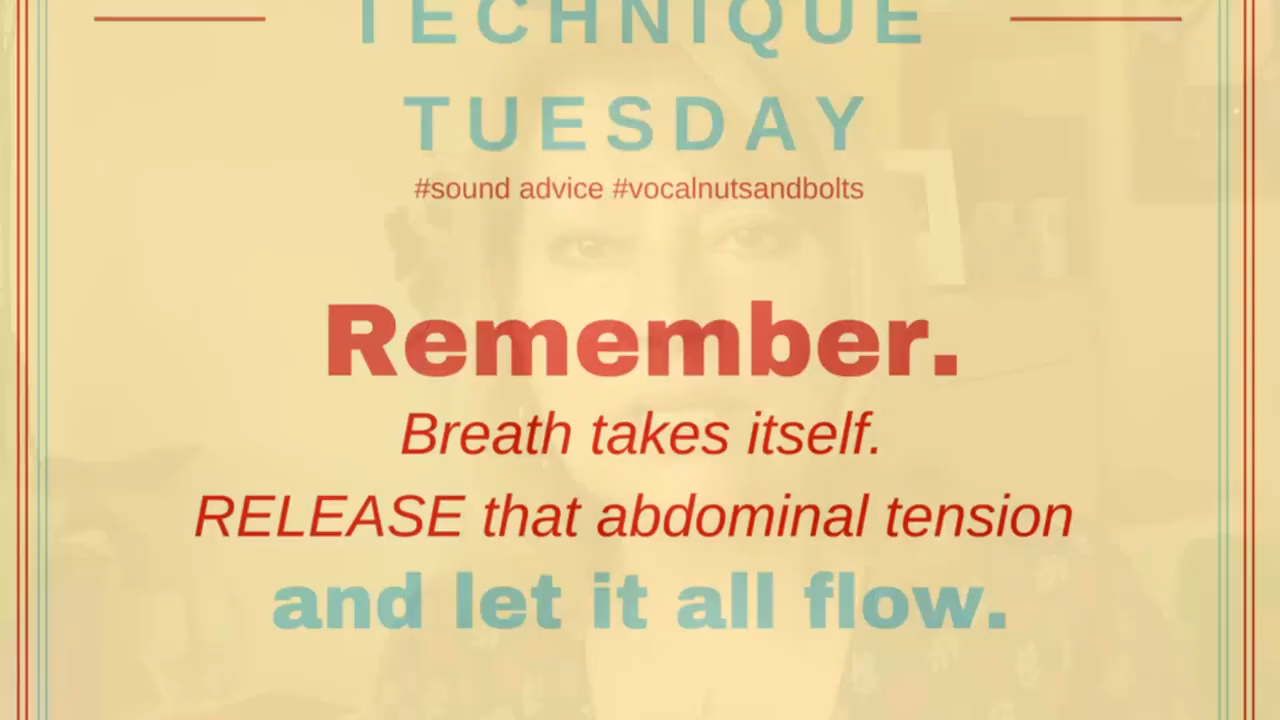 TECHNIQUE
TUESDAY
#sound advice #vocalnutsandbolts
Remember.
Breath takes itself.
RELEASE that abdominal tension
and let it all flow.